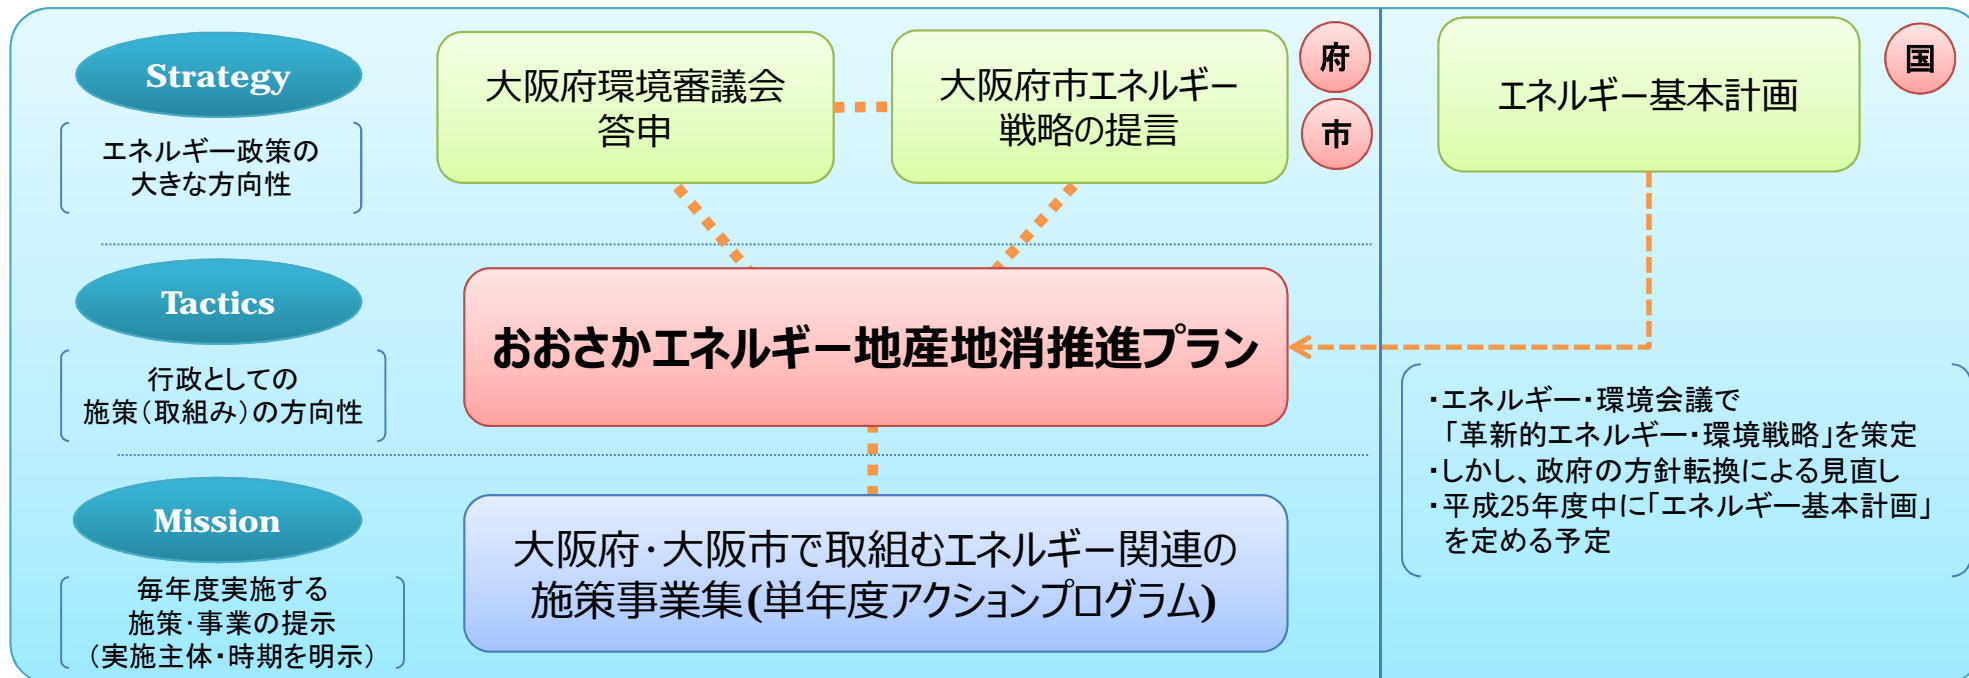 Strategy
エネルギー政策の
大きな方向性
大阪府環境審議会
答申
大阪府市エネルギー
戦略の提言
府
市
エネルギー基本計画
国
Tactics
行政としての
施策(取組み)の方向性
おおさかエネルギー地産地消推進プラン
・エネルギー・環境会議で
「革新的エネルギー・環境戦略」を策定
・しかし、政府の方針転換による見直し
・平成25年度中に「エネルギー基本計画」
を定める予定
Mission
毎年度実施する
施策・事業の提示
(実施主体・時期を明示)
大阪府・大阪市で取組むエネルギー関連の
施策事業集(単年度アクションプログラム)